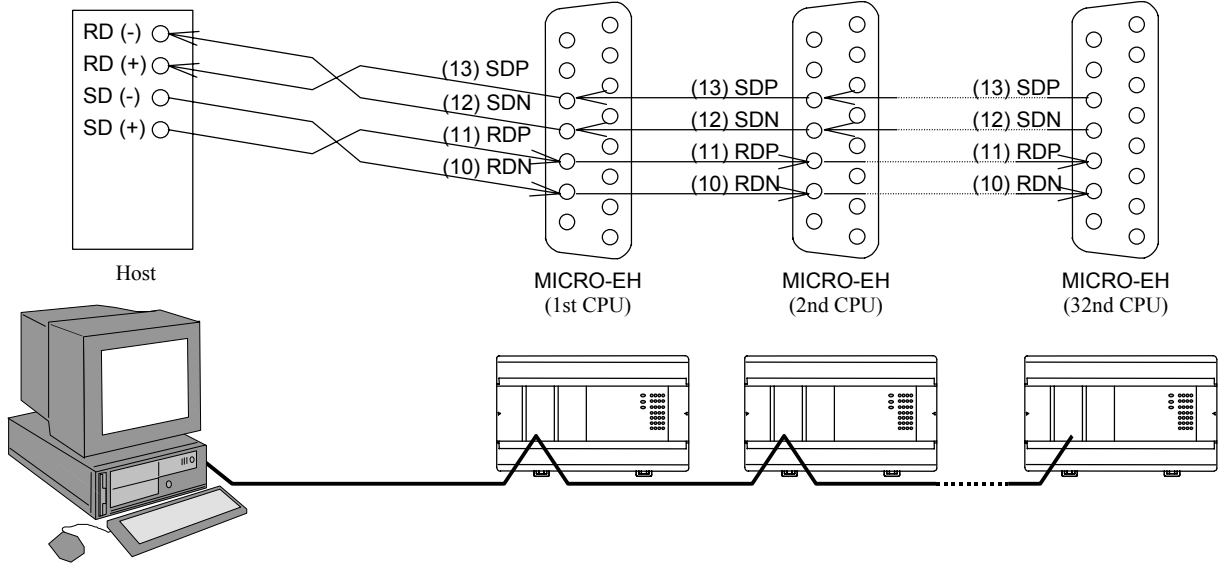 RD (-)
RD (+)
SD (-)
SD (+)
Host
(13) SDP
(12) SDN
(11) RDP
(10) RDN
MICRO-EH
(1st CPU)
(13) SDP
(12) SDN
(11) RDP
(10) RDN
MICRO-EH
(2nd CPU)
(13) SDP
(12) SDN
(11) RDP
(10) RDN
MICRO-EH
(32nd CPU)